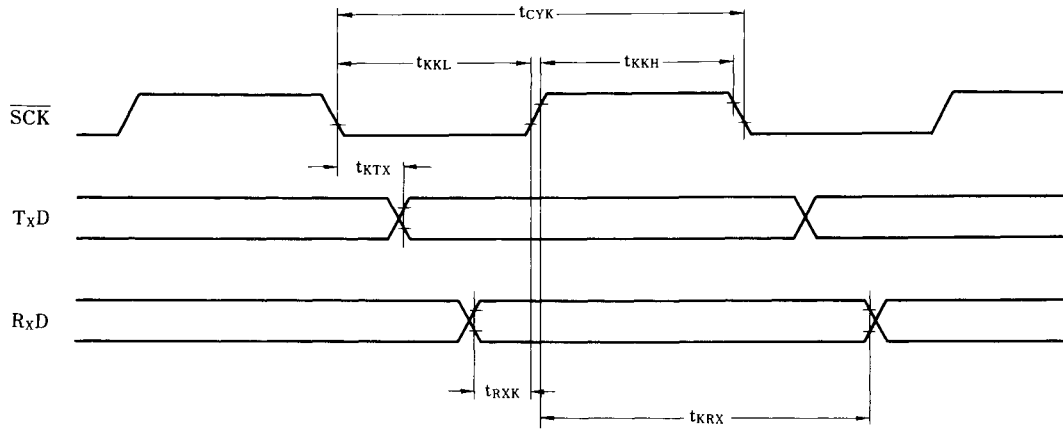 tCYK
tKKL
tKKH
SCK
tKTX
TXD
RXD
tRXK
tKRX